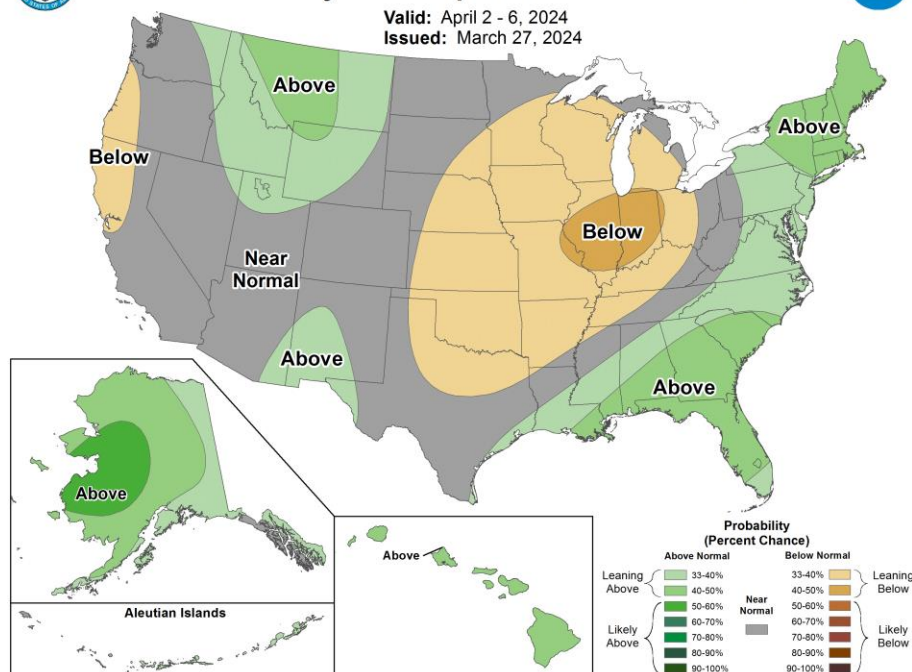 Valid: April 2 - 6, 2024
Issued: March 27, 2024
Above
Above
Below
Below
Near
Normal
Above
Above
Above
Above
Aleutian Islands
Probability
(Percent Chance)
Above Normal Below Normal
Leaning Above
33-40%
40-50%
Likely Above
50-60%
60-70%
70-80%
80-90%
90-100%
Near Normal
Leaning Below
33-40%
40-50%
Likely Below
50-60%
60-70%
70-80%
80-90%
90-100%